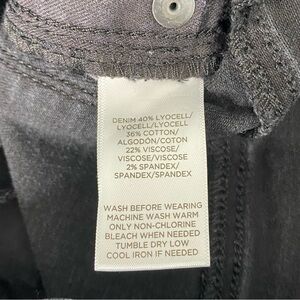 DENIM 40% LYOCELL/
LYOCELL/LYOCELL
36% COTTON/
ALGODÓN/COTON
22% VISCOSE/
VISCOSE/VISCOSE
2% SPANDEX/
SPANDEX/SPANDEX
WASH BEFORE WEARING
MACHINE WASH WARM
ONLY NON-CHLORINE
BLEACH WHEN NEEDED
TUMBLE DRY LOW
COOL IRON IF NEEDED